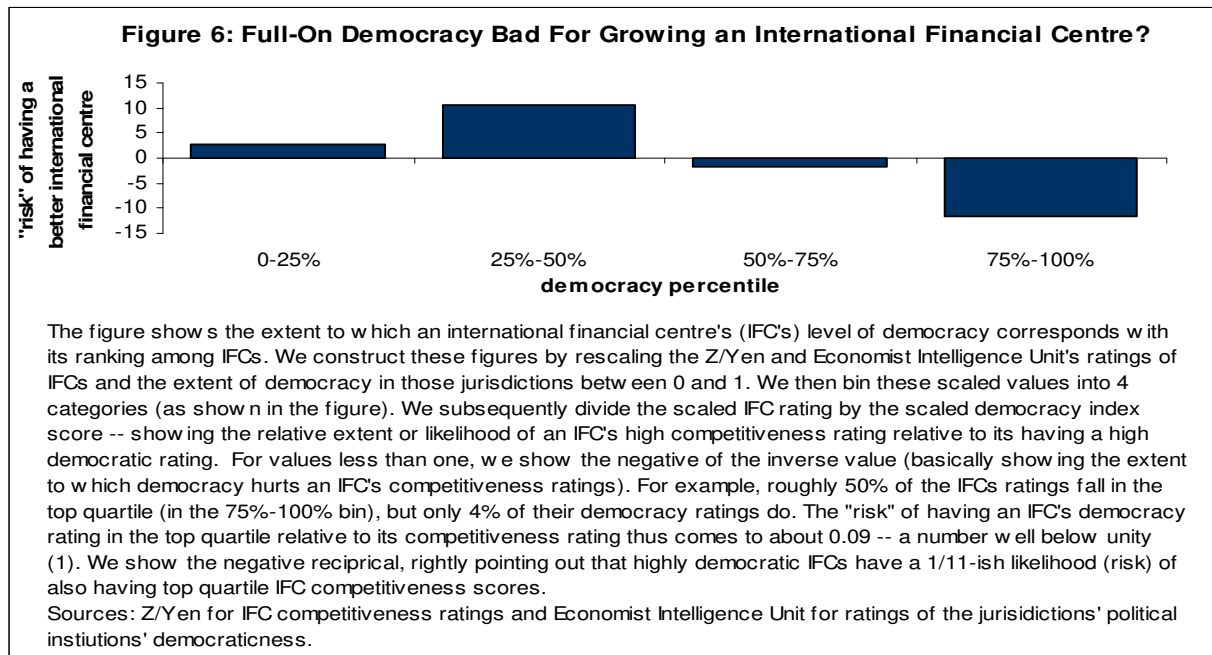 Figure 6: Full-On Democracy Bad For Growing an International Financial Centre?
"risk" of having a
better international
financial centre
15
10
5
0
-5
-10
-15
0-25%
25%-50%
50%-75%
75%-100%
democracy percentile
The figure shows the extent to which an international financial centre's (IFC's) level of democracy corresponds with
its ranking among IFCs. We construct these figures by rescaling the Z/Yen and Economist Intelligence Unit's ratings of
IFCs and the extent of democracy in those jurisdictions between 0 and 1. We then bin these scaled values into 4
categories (as shown in the figure). We subsequently divide the scaled IFC rating by the scaled democracy index
score -- showing the relative extent or likelihood of an IFC's high competitiveness rating relative to its having a high
democratic rating. For values less than one, we show the negative of the inverse value (basically showing the extent
to which democracy hurts an IFC's competitiveness ratings). For example, roughly 50% of the IFCs ratings fall in the
top quartile (in the 75%-100% bin), but only 4% of their democracy ratings do. The "risk" of having an IFC's democracy
rating in the top quartile relative to its competitiveness rating thus comes to about 0.09 -- a number well below unity
(1). We show the negative reciprical, rightly pointing out that highly democratic IFCs have a 1/11-ish likelihood (risk) of
also having top quartile IFC competitiveness scores.
Sources: Z/Yen for IFC competitiveness ratings and Economist Intelligence Unit for ratings of the jurisidictions' political
instiutions' democraticness.